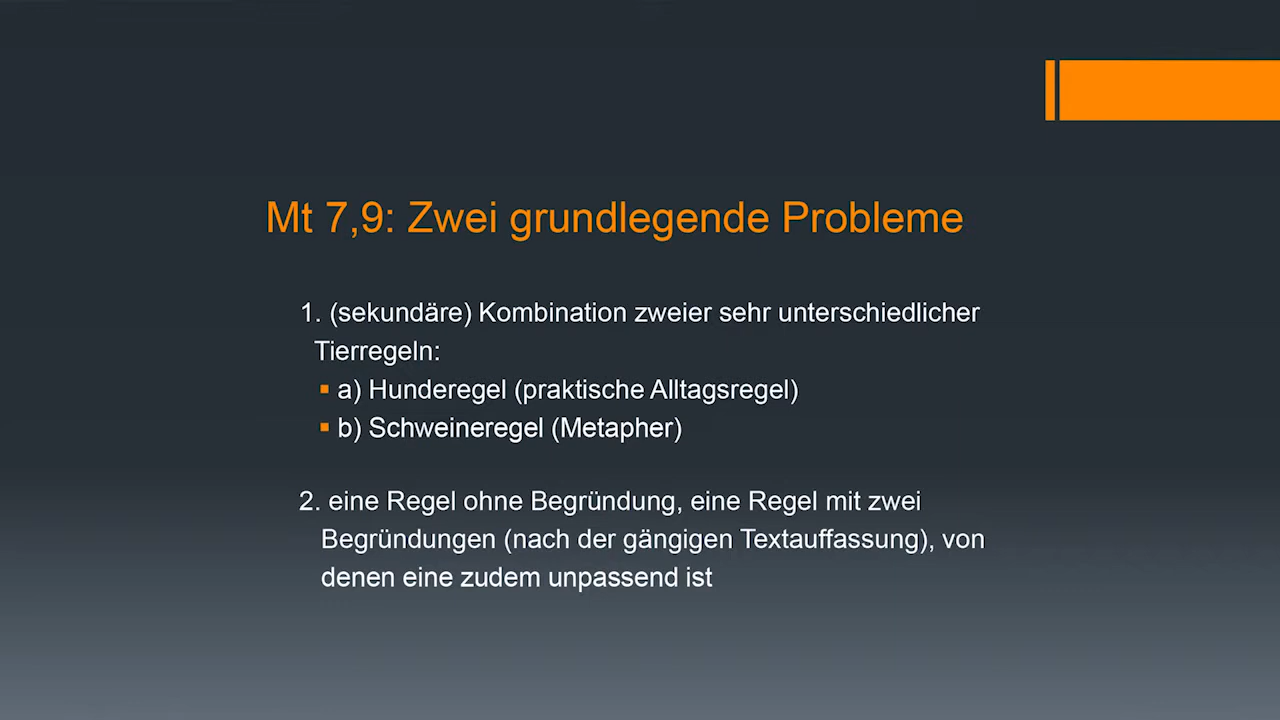 Mt 7,9: Zwei grundlegende Probleme
1. (sekundäre) Kombination zweier sehr unterschiedlicher
Tierregeln:
a) Hunderegel (praktische Alltagsregel)
b) Schweineregel (Metapher)
2. eine Regel ohne Begründung, eine Regel mit zwei
Begründungen (nach der gängigen Textauffassung), von
denen eine zudem unpassend ist